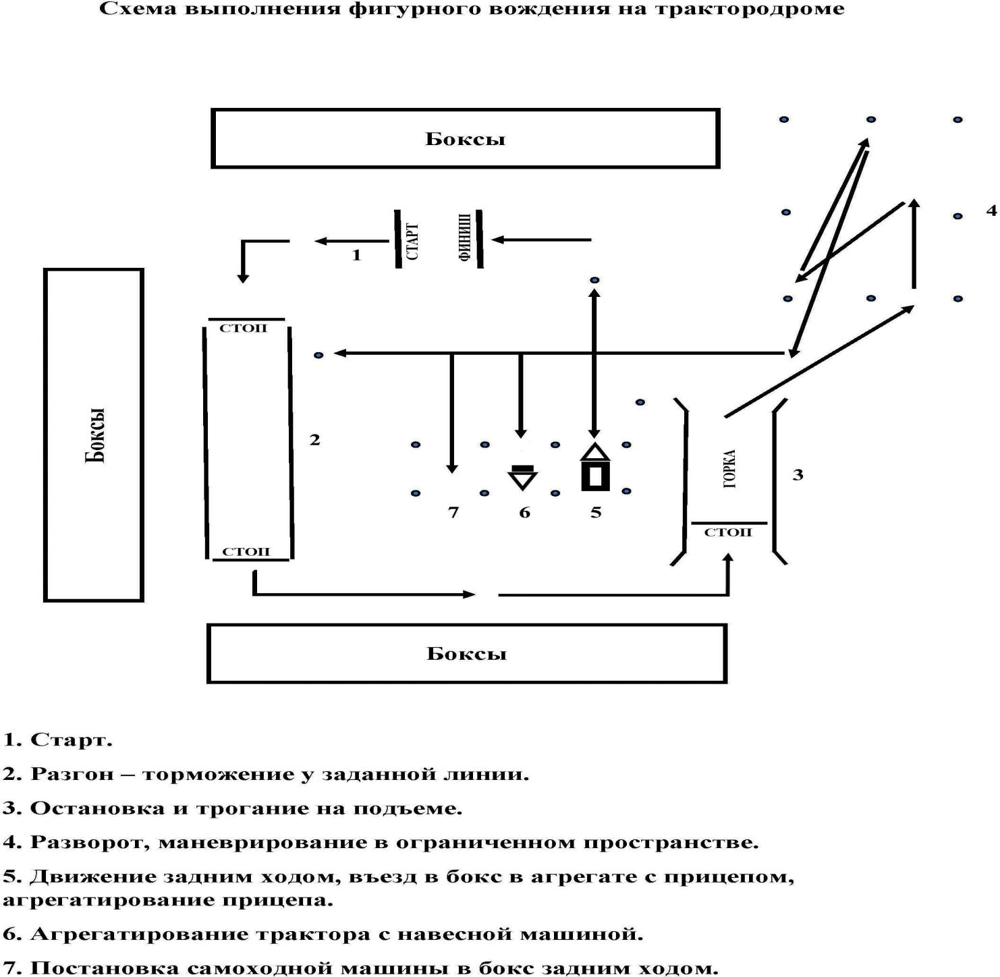 Схема выполнения фигурного вождения на трактородроме
Боксы
4
СТАРТ
ФИНИШ
1
СТОП
Боксы
2
ГОРКА
3
7
6
5
СТОП
СТОП
Боксы
1. Старт.
2. Разгон – торможение у заданной линии.
3. Остановка и трогание на подъеме.
4. Разворот, маневрирование в ограниченном пространстве.
5. Движение задним ходом, въезд в бокс в агрегате с прицепом,
агрегатирование прицепа.
6. Агрегатирование трактора с навесной машиной.
7. Постановка самоходной машины в бокс задним ходом.